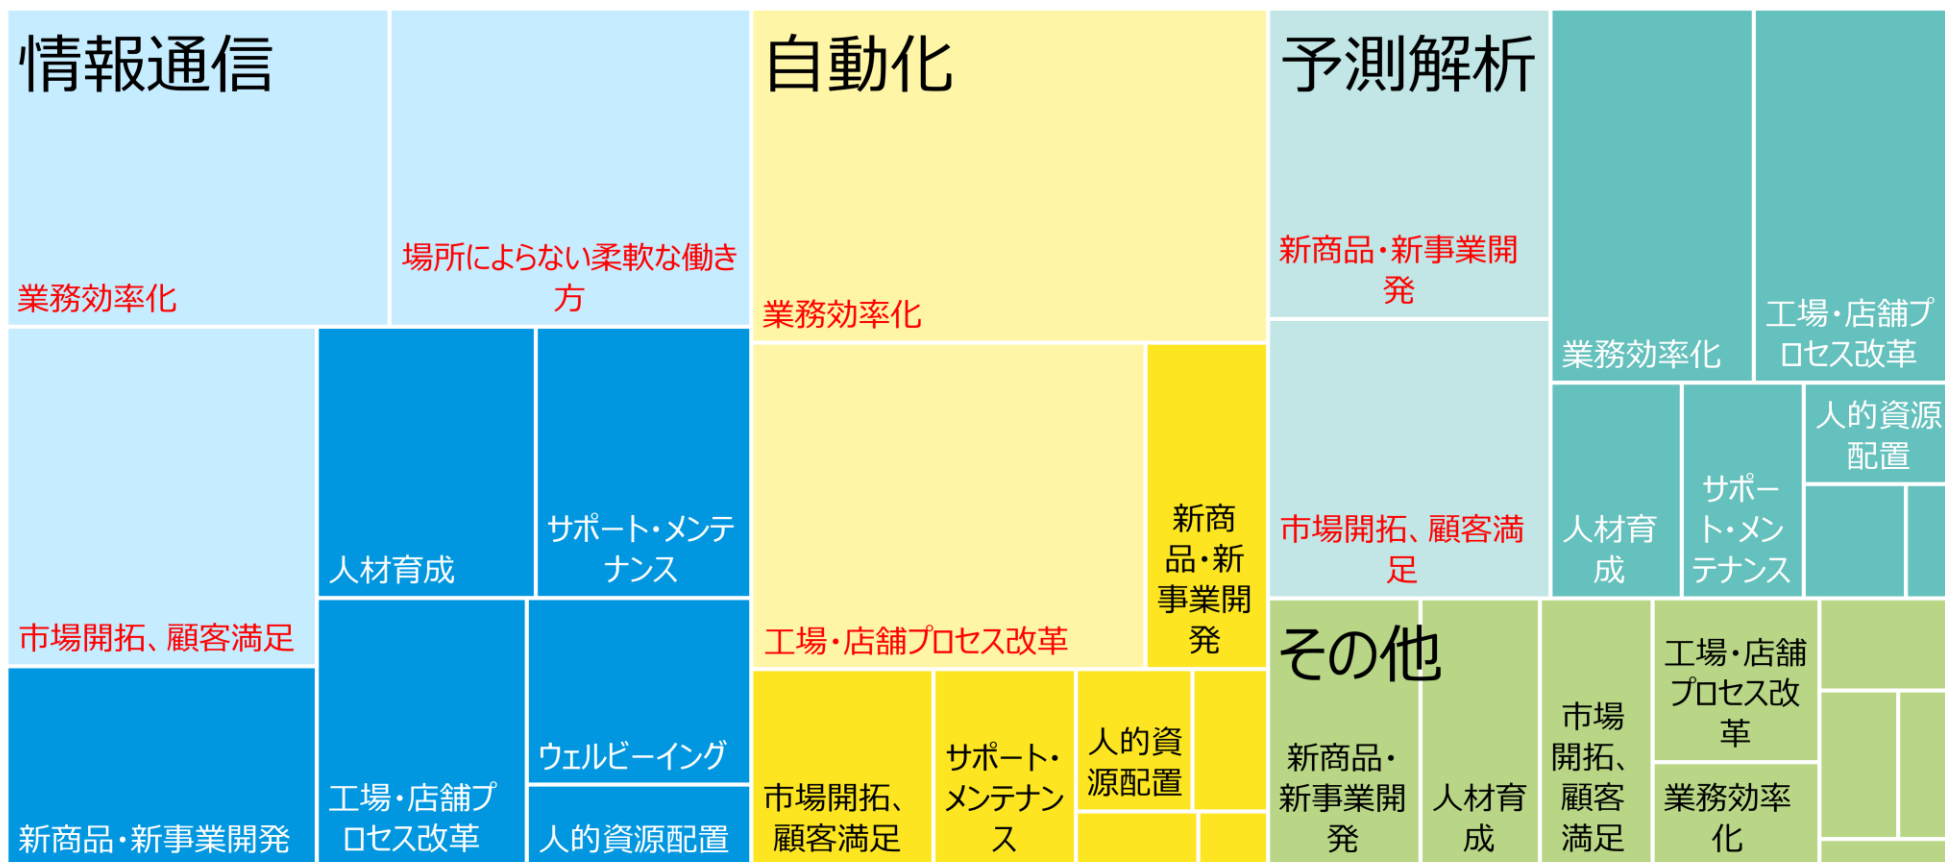 情報通信
業務効率化
場所によらない柔軟な働き
方
市場開拓、顧客満足
人材育成
サポート・メンテ
ナンス
新商品・新事業開発
工場・店舗プ
ロセス改革
ウェルビーイング
人的資源配置
自動化
業務効率化
工場・店舗プロセス改革
新商
品・新
事業開
発
市場開拓、
顧客満足
サポート・
メンテナン
ス
人的資
源配置
予測解析
新商品・新事業開
発
市場開拓、顧客満
足
業務効率化
工場・店舗プ
ロセス改革
人材育
成
サポー
ト・メン
テナンス
人的資源
配置
その他
新商品・
新事業開
発
人材育
成
市場
開拓、
顧客
満足
工場・店舗
プロセス改
革
業務効率
化